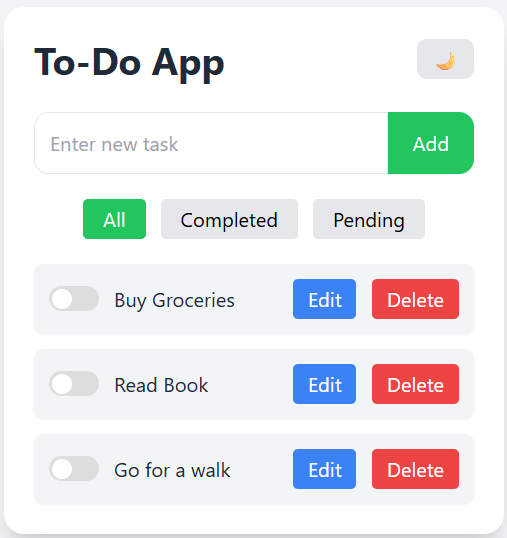 To-Do App
Enter new task Add
All Completed Pending
Buy Groceries Edit Delete
Read Book Edit Delete
Go for a walk Edit Delete